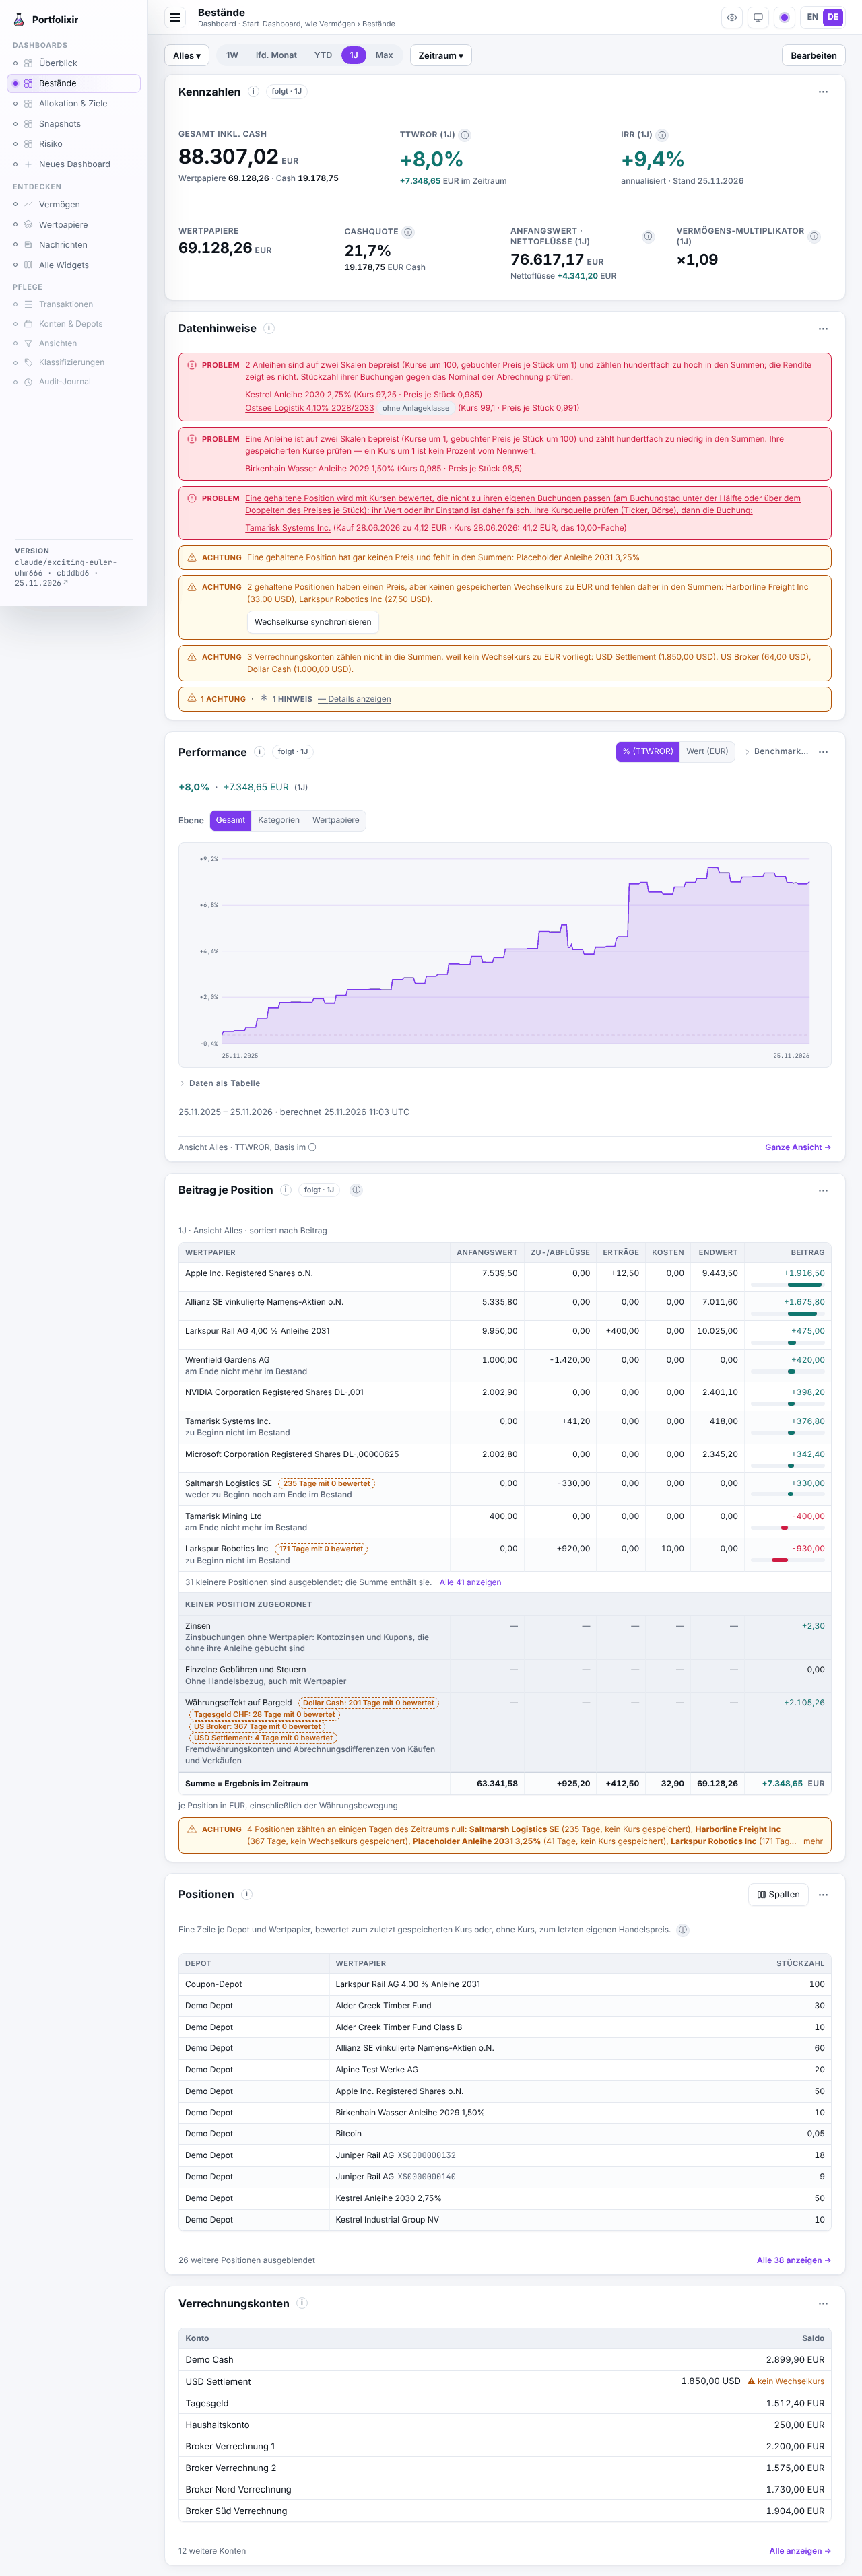 Portfolixir
DASHBOARDS
Überblick
Bestände
Allokation & Ziele
Snapshots
Risiko
Neues Dashboard
ENTDECKEN
Vermögen
Wertpapiere
Nachrichten
Alle Widgets
PFLEGE
Transaktionen
Konten & Depots
Ansichten
Klassifizierungen
Audit-Journal
VERSION
claude/exciting-euler-
uhm666 · cbddbd6 ·
25.11.2026 ↗
Bestände
Dashboard · Start-Dashboard, wie Vermögen › Bestände
EN DE
Alles ▾ 1W lfd. Monat YTD 1J Max Zeitraum ▾ Bearbeiten
Kennzahlen i folgt · 1J
GESAMT INKL. CASH
88.307,02 EUR
Wertpapiere 69.128,26 · Cash 19.178,75
TTWROR (1J) ⓘ
+8,0%
+7.348,65 EUR im Zeitraum
IRR (1J) ⓘ
+9,4%
annualisiert · Stand 25.11.2026
WERTPAPIERE
69.128,26 EUR
CASHQUOTE ⓘ
21,7%
19.178,75 EUR Cash
ANFANGSWERT ·
NETTOFLÜSSE (1J) ⓘ
76.617,17 EUR
Nettoflüsse +4.341,20 EUR
VERMÖGENS-MULTIPLIKATOR
(1J) ⓘ
×1,09
Datenhinweise i
PROBLEM 2 Anleihen sind auf zwei Skalen bepreist (Kurse um 100, gebuchter Preis je Stück um 1) und zählen hundertfach zu hoch in den Summen; die Rendite
zeigt es nicht. Stückzahl ihrer Buchungen gegen das Nominal der Abrechnung prüfen:
Kestrel Anleihe 2030 2,75% (Kurs 97,25 · Preis je Stück 0,985)
Ostsee Logistik 4,10% 2028/2033 ohne Anlageklasse (Kurs 99,1 · Preis je Stück 0,991)
PROBLEM Eine Anleihe ist auf zwei Skalen bepreist (Kurse um 1, gebuchter Preis je Stück um 100) und zählt hundertfach zu niedrig in den Summen. Ihre
gespeicherten Kurse prüfen — ein Kurs um 1 ist kein Prozent vom Nennwert:
Birkenhain Wasser Anleihe 2029 1,50% (Kurs 0,985 · Preis je Stück 98,5)
PROBLEM Eine gehaltene Position wird mit Kursen bewertet, die nicht zu ihren eigenen Buchungen passen (am Buchungstag unter der Hälfte oder über dem
Doppelten des Preises je Stück); ihr Wert oder ihr Einstand ist daher falsch. Ihre Kursquelle prüfen (Ticker, Börse), dann die Buchung:
Tamarisk Systems Inc. (Kauf 28.06.2026 zu 4,12 EUR · Kurs 28.06.2026: 41,2 EUR, das 10,00-Fache)
ACHTUNG Eine gehaltene Position hat gar keinen Preis und fehlt in den Summen: Placeholder Anleihe 2031 3,25%
ACHTUNG 2 gehaltene Positionen haben einen Preis, aber keinen gespeicherten Wechselkurs zu EUR und fehlen daher in den Summen: Harborline Freight Inc
(33,00 USD), Larkspur Robotics Inc (27,50 USD).
Wechselkurse synchronisieren
ACHTUNG 3 Verrechnungskonten zählen nicht in die Summen, weil kein Wechselkurs zu EUR vorliegt: USD Settlement (1.850,00 USD), US Broker (64,00 USD),
Dollar Cash (1.000,00 USD).
1 ACHTUNG · 1 HINWEIS — Details anzeigen
Performance i folgt · 1J % (TTWROR) Wert (EUR) Benchmark…
+8,0% · +7.348,65 EUR (1J)
Ebene Gesamt Kategorien Wertpapiere
+9,2%
+6,8%
+4,4%
+2,0%
-0,4%
25.11.2025 25.11.2026
Daten als Tabelle
25.11.2025 – 25.11.2026 · berechnet 25.11.2026 11:03 UTC
Ansicht Alles · TTWROR, Basis im ⓘ Ganze Ansicht →
Beitrag je Position i folgt · 1J ⓘ
1J · Ansicht Alles · sortiert nach Beitrag
WERTPAPIER ANFANGSWERT ZU-/ABFLÜSSE ERTRÄGE KOSTEN ENDWERT BEITRAG
Apple Inc. Registered Shares o.N. 7.539,50 0,00 +12,50 0,00 9.443,50 +1.916,50
Allianz SE vinkulierte Namens-Aktien o.N. 5.335,80 0,00 0,00 0,00 7.011,60 +1.675,80
Larkspur Rail AG 4,00 % Anleihe 2031 9.950,00 0,00 +400,00 0,00 10.025,00 +475,00
Wrenfield Gardens AG 1.000,00 -1.420,00 0,00 0,00 0,00 +420,00
am Ende nicht mehr im Bestand
NVIDIA Corporation Registered Shares DL-,001 2.002,90 0,00 0,00 0,00 2.401,10 +398,20
Tamarisk Systems Inc. 0,00 +41,20 0,00 0,00 418,00 +376,80
zu Beginn nicht im Bestand
Microsoft Corporation Registered Shares DL-,00000625 2.002,80 0,00 0,00 0,00 2.345,20 +342,40
Saltmarsh Logistics SE 235 Tage mit 0 bewertet 0,00 -330,00 0,00 0,00 0,00 +330,00
weder zu Beginn noch am Ende im Bestand
Tamarisk Mining Ltd 400,00 0,00 0,00 0,00 0,00 -400,00
am Ende nicht mehr im Bestand
Larkspur Robotics Inc 171 Tage mit 0 bewertet 0,00 +920,00 0,00 10,00 0,00 -930,00
zu Beginn nicht im Bestand
31 kleinere Positionen sind ausgeblendet; die Summe enthält sie. Alle 41 anzeigen
KEINER POSITION ZUGEORDNET
Zinsen — — — — — +2,30
Zinsbuchungen ohne Wertpapier: Kontozinsen und Kupons, die
ohne ihre Anleihe gebucht sind
Einzelne Gebühren und Steuern — — — — — 0,00
Ohne Handelsbezug, auch mit Wertpapier
Währungseffekt auf Bargeld Dollar Cash: 201 Tage mit 0 bewertet — — — — — +2.105,26
Tagesgeld CHF: 28 Tage mit 0 bewertet
US Broker: 367 Tage mit 0 bewertet
USD Settlement: 4 Tage mit 0 bewertet
Fremdwährungskonten und Abrechnungsdifferenzen von Käufen
und Verkäufen
Summe = Ergebnis im Zeitraum 63.341,58 +925,20 +412,50 32,90 69.128,26 +7.348,65 EUR
je Position in EUR, einschließlich der Währungsbewegung
ACHTUNG 4 Positionen zählten an einigen Tagen des Zeitraums null: Saltmarsh Logistics SE (235 Tage, kein Kurs gespeichert), Harborline Freight Inc
(367 Tage, kein Wechselkurs gespeichert), Placeholder Anleihe 2031 3,25% (41 Tage, kein Kurs gespeichert), Larkspur Robotics Inc (171 Tag… mehr
Positionen i Spalten
Eine Zeile je Depot und Wertpapier, bewertet zum zuletzt gespeicherten Kurs oder, ohne Kurs, zum letzten eigenen Handelspreis. ⓘ
DEPOT WERTPAPIER STÜCKZAHL
Coupon-Depot Larkspur Rail AG 4,00 % Anleihe 2031 100
Demo Depot Alder Creek Timber Fund 30
Demo Depot Alder Creek Timber Fund Class B 10
Demo Depot Allianz SE vinkulierte Namens-Aktien o.N. 60
Demo Depot Alpine Test Werke AG 20
Demo Depot Apple Inc. Registered Shares o.N. 50
Demo Depot Birkenhain Wasser Anleihe 2029 1,50% 10
Demo Depot Bitcoin 0,05
Demo Depot Juniper Rail AG XS0000000132 18
Demo Depot Juniper Rail AG XS0000000140 9
Demo Depot Kestrel Anleihe 2030 2,75% 50
Demo Depot Kestrel Industrial Group NV 10
26 weitere Positionen ausgeblendet Alle 38 anzeigen →
Verrechnungskonten i
Konto Saldo
Demo Cash 2.899,90 EUR
USD Settlement 1.850,00 USD ⚠ kein Wechselkurs
Tagesgeld 1.512,40 EUR
Haushaltskonto 250,00 EUR
Broker Verrechnung 1 2.200,00 EUR
Broker Verrechnung 2 1.575,00 EUR
Broker Nord Verrechnung 1.730,00 EUR
Broker Süd Verrechnung 1.904,00 EUR
12 weitere Konten Alle anzeigen →